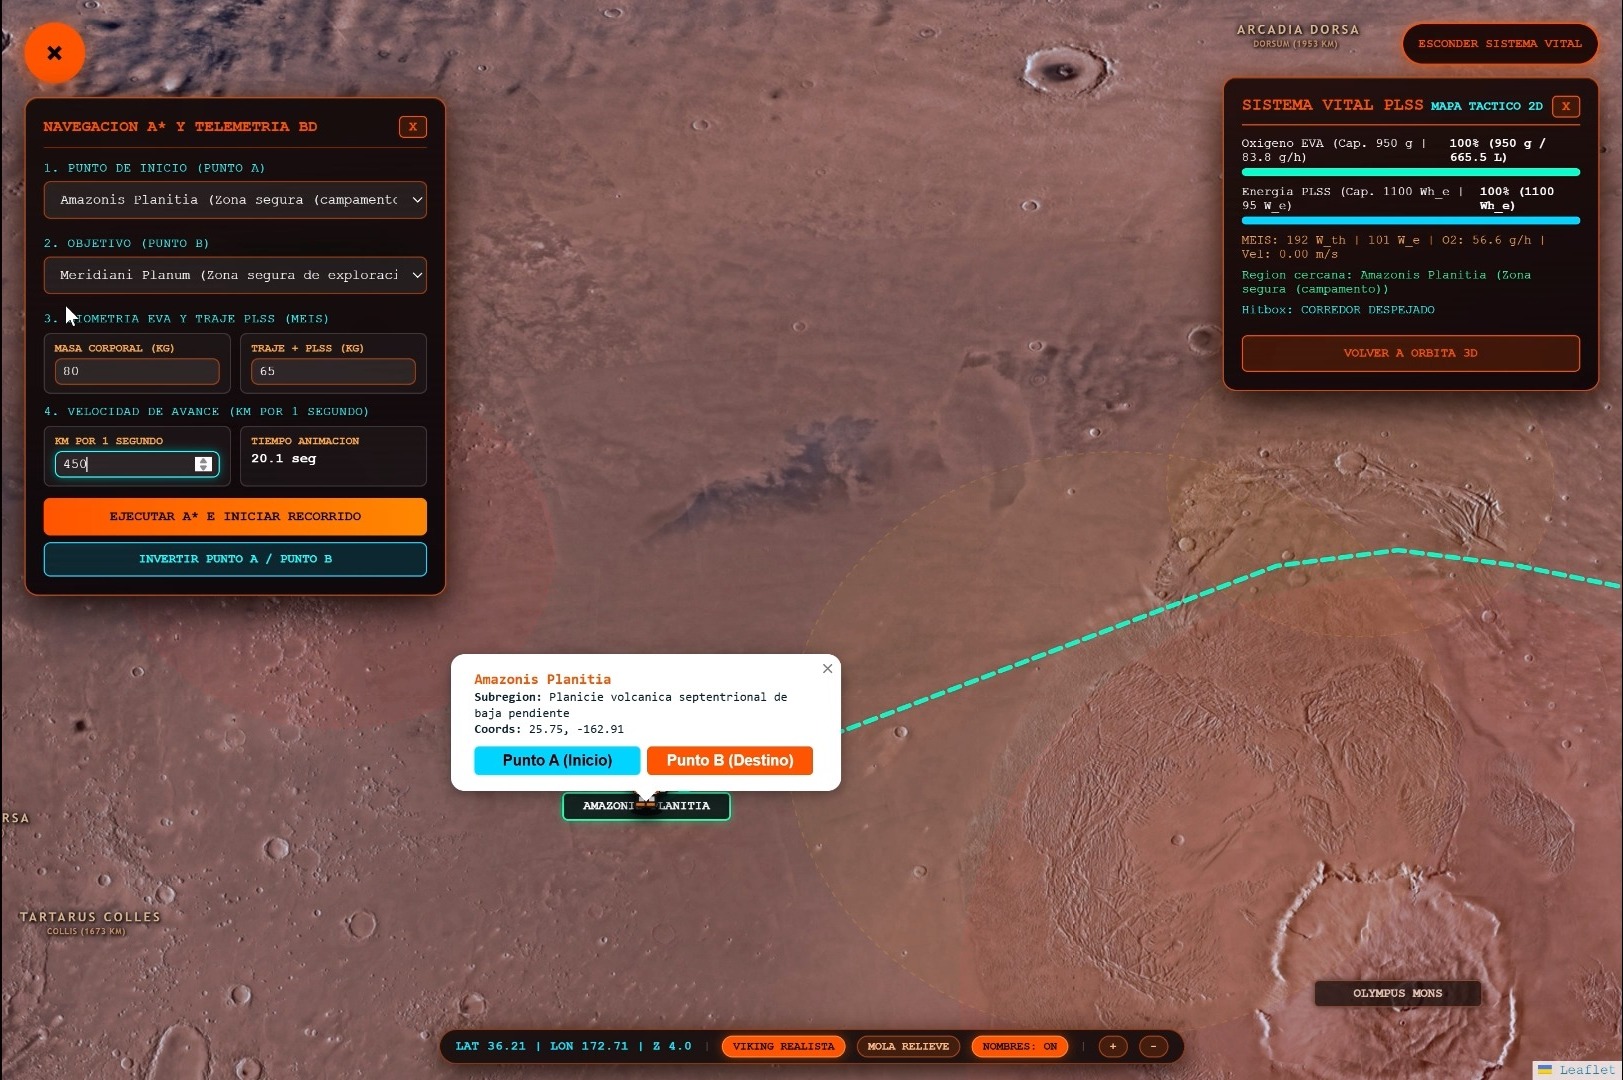 ARCADIA DORSA
DORSUM (1953 KM)
ESCONDER SISTEMA VITAL
NAVEGACION A* Y TELEMETRIA BD
X
1. PUNTO DE INICIO (PUNTO A)
Amazonis Planitia (Zona segura (campamento
2. OBJETIVO (PUNTO B)
Meridiani Planum (Zona segura de exploraci
3. BIOMETRIA EVA Y TRAJE PLSS (MEIS)
MASA CORPORAL (KG)
80
TRAJE + PLSS (KG)
65
4. VELOCIDAD DE AVANCE (KM POR 1 SEGUNDO)
KM POR 1 SEGUNDO
450
TIEMPO ANIMACION
20.1 seg
EJECUTAR A* E INICIAR RECORRIDO
INVERTIR PUNTO A / PUNTO B
SISTEMA VITAL PLSS MAPA TACTICO 2D X
Oxigeno EVA (Cap. 950 g | 83.8 g/h)
100% (950 g / 665.5 L)
Energia PLSS (Cap. 1100 Wh_e | 95 W_e)
100% (1100 Wh_e)
MEIS: 192 W_th | 101 W_e | O2: 56.6 g/h |
Vel: 0.00 m/s
Region cercana: Amazonis Planitia (Zona
segura (campamento))
Hitbox: CORREDOR DESPEJADO
VOLVER A ORBITA 3D
Amazonis Planitia
Subregion: Planicie volcanica septentrional de
baja pendiente
Coords: 25.75, -162.91
Punto A (Inicio)
Punto B (Destino)
AMAZONI LANITIA
RSA
TARTARUS COLLES
COLLIS (1673 KM)
OLYMPUS MONS
LAT 36.21 | LON 172.71 | Z 4.0 | VIKING REALISTA MOLA RELIEVE NOMBRES: ON | + -
Leaflet